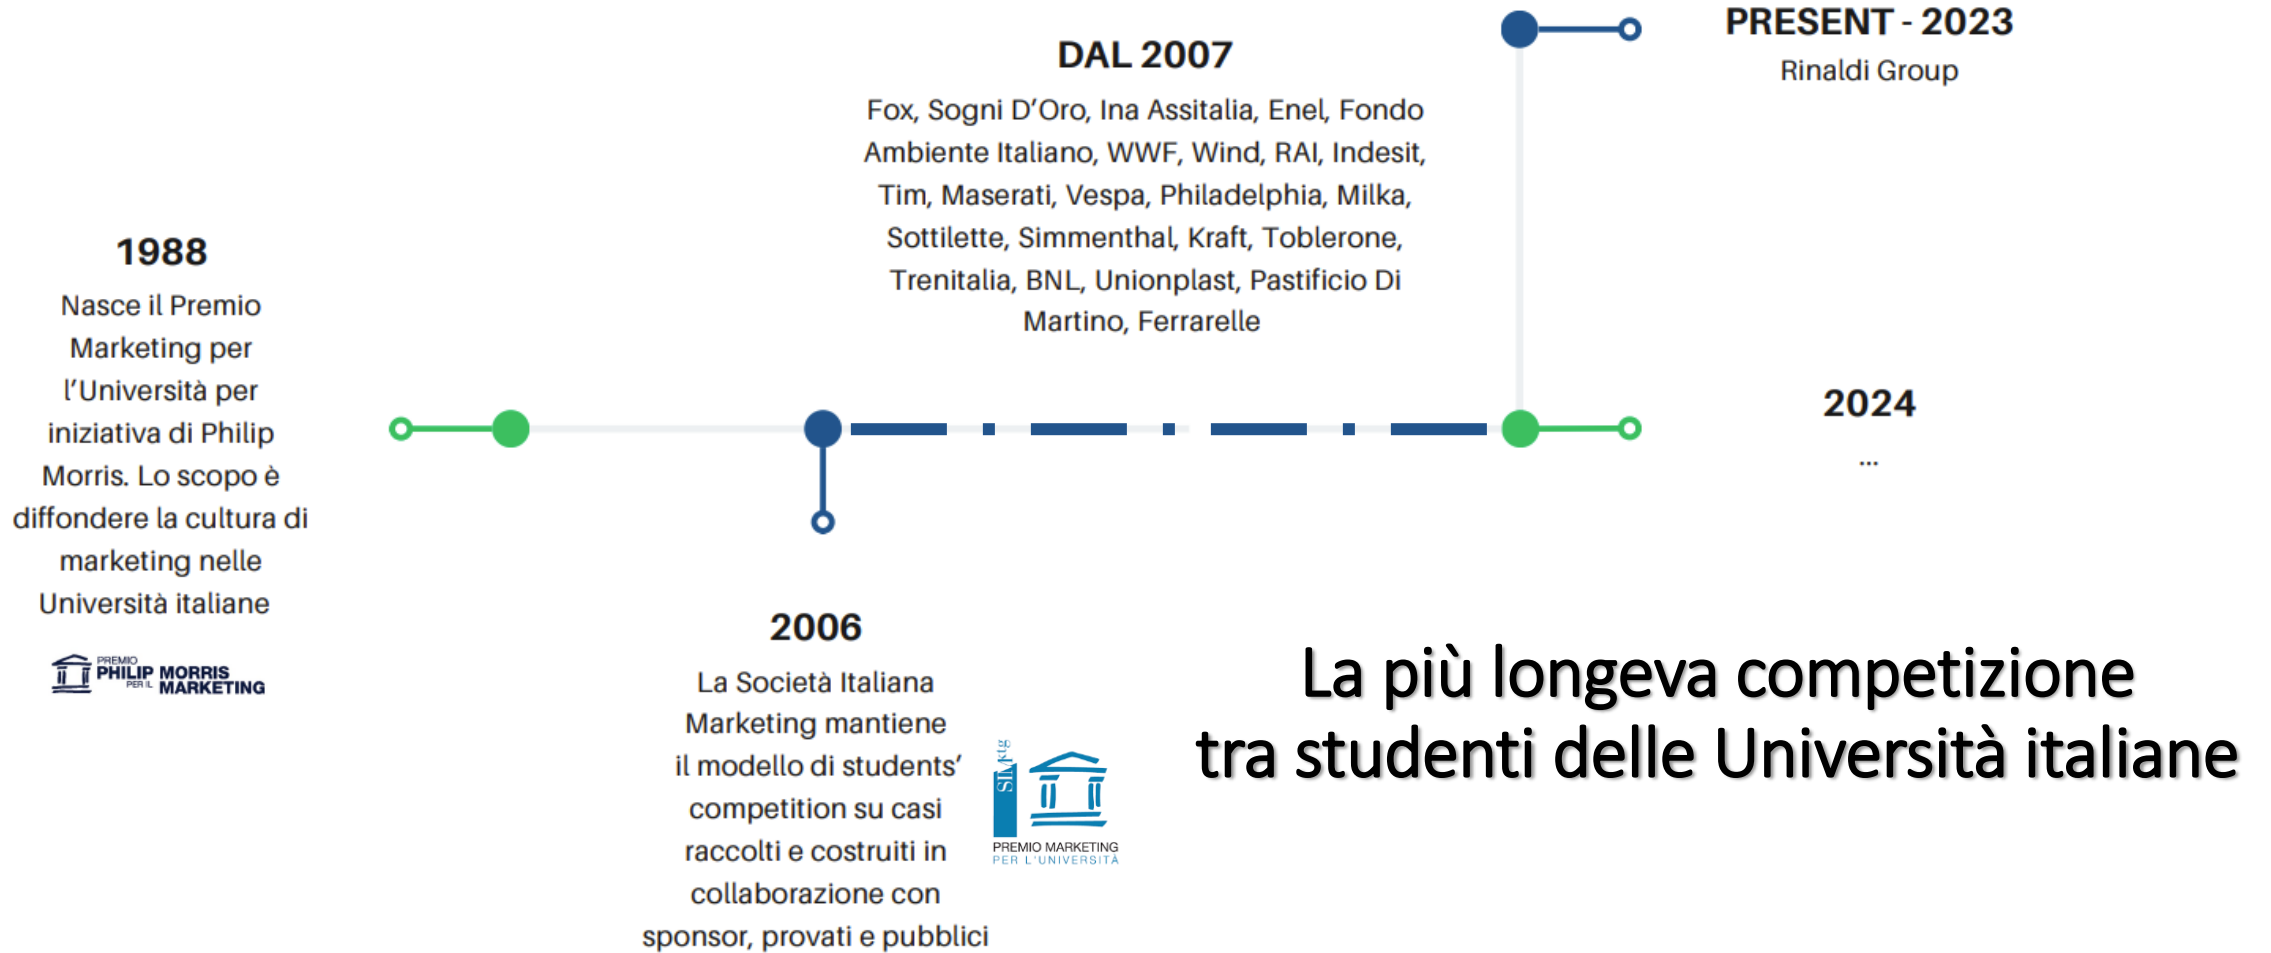 1988
Nasce il Premio
Marketing per
l’Università per
iniziativa di Philip
Morris. Lo scopo è
diffondere la cultura di
marketing nelle
Università italiane
PREMIO
PHILIP MORRIS
PER IL MARKETING
2006
La Società Italiana
Marketing mantiene
il modello di students’
competition su casi
raccolti e costruiti in
collaborazione con
sponsor, provati e pubblici
SIMktg
PREMIO MARKETING
PER L'UNIVERSITÀ
DAL 2007
Fox, Sogni D’Oro, Ina Assitalia, Enel, Fondo
Ambiente Italiano, WWF, Wind, RAI, Indesit,
Tim, Maserati, Vespa, Philadelphia, Milka,
Sottilette, Simmenthal, Kraft, Toblerone,
Trenitalia, BNL, Unionplast, Pastificio Di
Martino, Ferrarelle
PRESENT - 2023
Rinaldi Group
2024
...
La più longeva competizione
tra studenti delle Università italiane